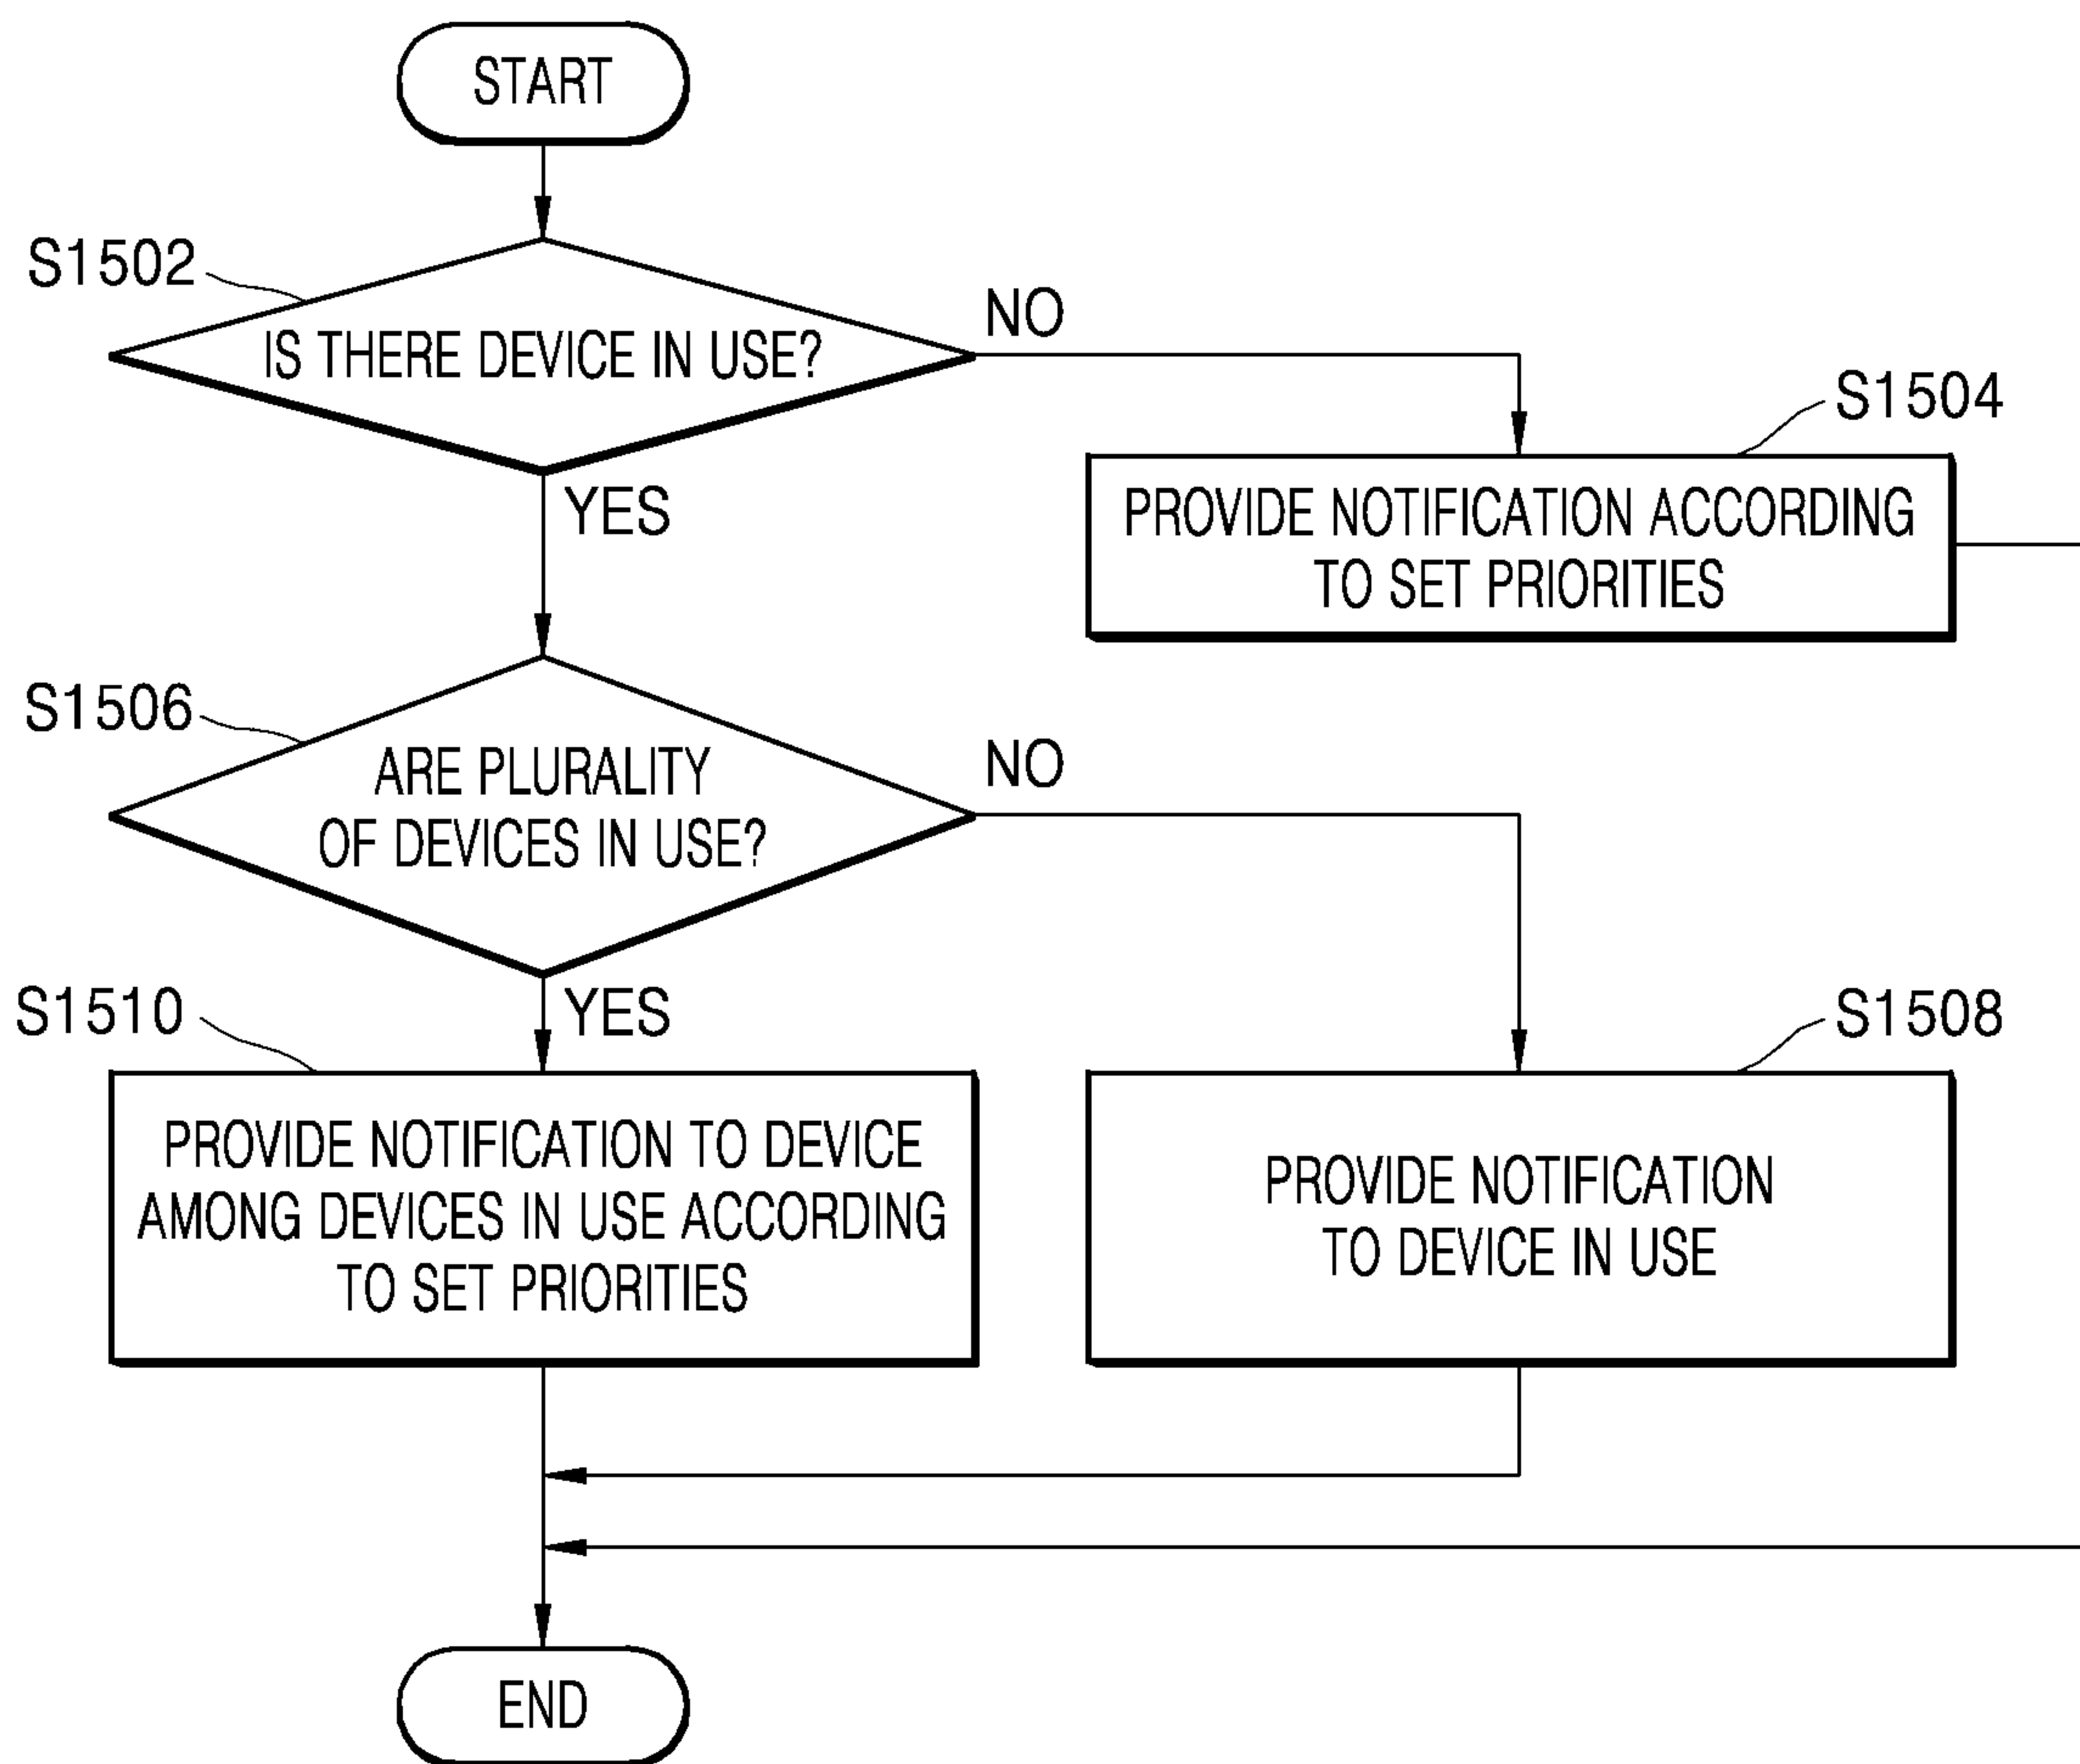 START
S1502
IS THERE DEVICE IN USE?
NO
S1504
PROVIDE NOTIFICATION ACCORDING
TO SET PRIORITIES
YES
S1506
ARE PLURALITY
OF DEVICES IN USE?
NO
YES
S1510
PROVIDE NOTIFICATION TO DEVICE
AMONG DEVICES IN USE ACCORDING
TO SET PRIORITIES
S1508
PROVIDE NOTIFICATION
TO DEVICE IN USE
END